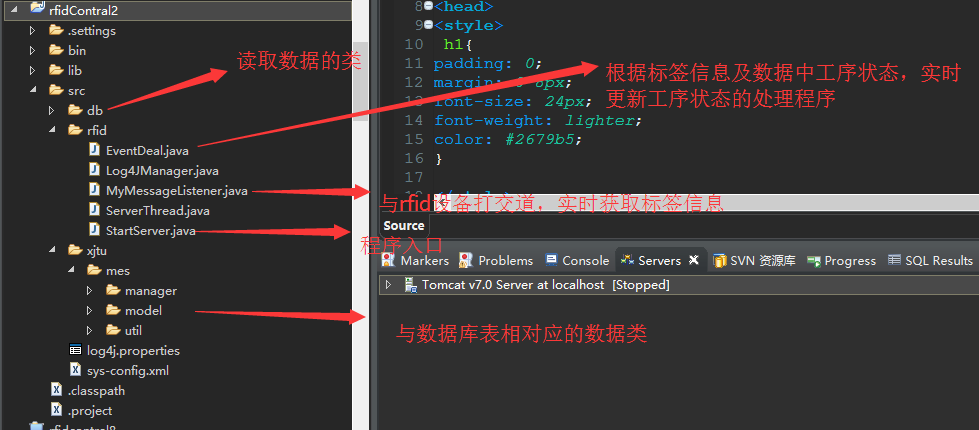 rfidContral2
.settings
bin
lib
src
db
rfid
EventDeal.java
Log4JManager.java
MyMessageListener.java
ServerThread.java
StartServer.java
xjtu
mes
manager
model
util
log4j.properties
sys-config.xml
.classpath
.project
读取数据的类
8 <head>
9 <style>
10 h1{
11 padding: 0;
12 margin:
13 font-size: 24px;
14 font-weight: lighter;
15 color: #2679b5;
16 }
17
根据标签信息及数据中工序状态，实时
更新工序状态的处理程序
与rfid设备打交道，实时获取标签信息
Source
程序入口
Markers Problems Console Servers SVN 资源库 Progress SQL Results
Tomcat v7.0 Server at localhost [Stopped]
与数据库表相对应的数据类